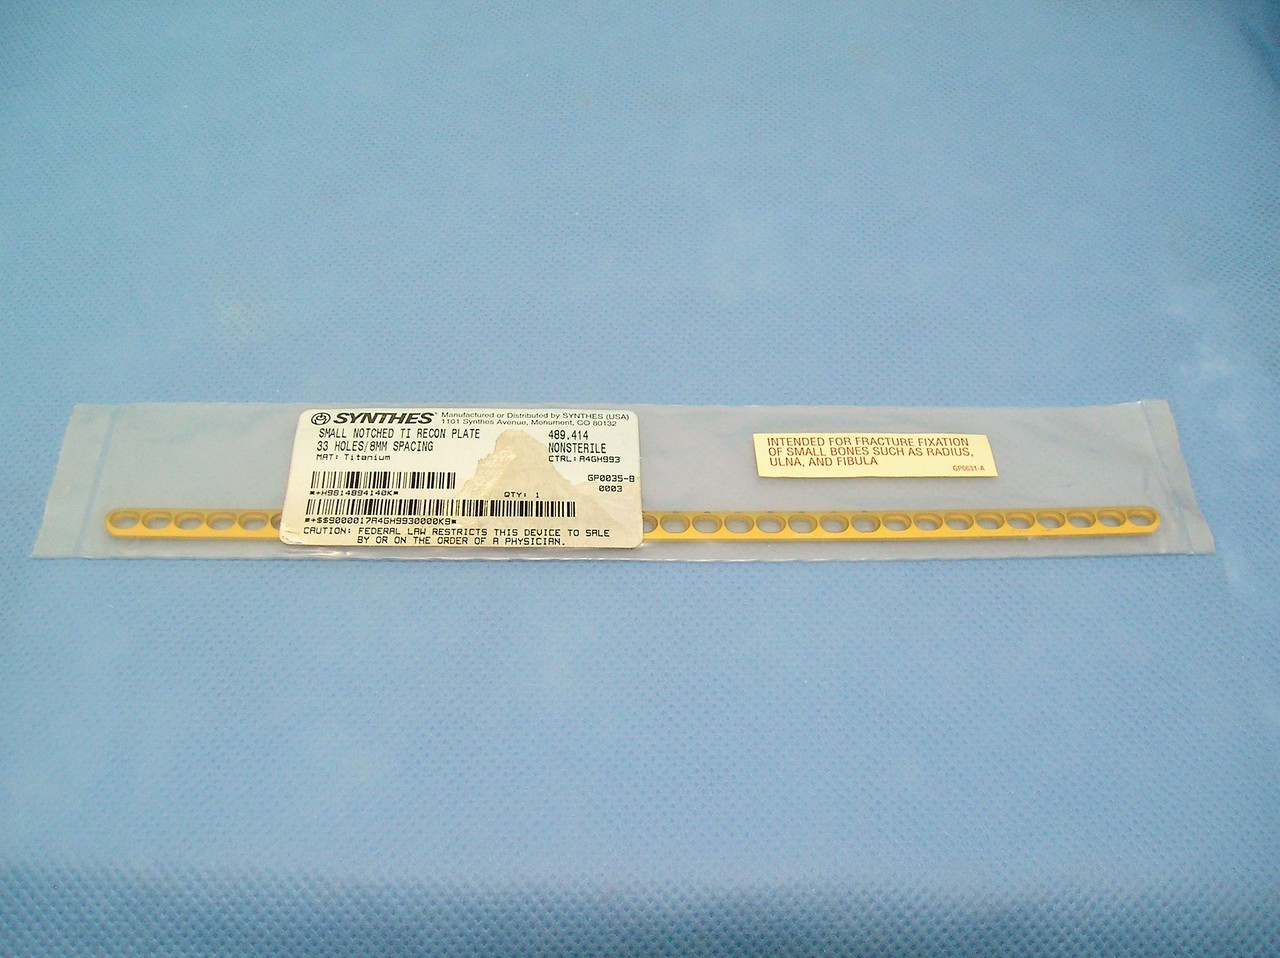 SYNTHES® Manufactured or Distributed by SYNTHES (USA)
1101 Synthes Avenue, Monument, CO 80132
SMALL NOTCHED TI RECON PLATE 489.414
33 HOLES/8MM SPACING NONSTERILE
MAT: Titanium CTRL: A4GH993
GP0035-B
0003
*+H9814894140K* QTY: 1
*+$$9000017A4GH9930000K9*
CAUTION: FEDERAL LAW RESTRICTS THIS DEVICE TO SALE
BY OR ON THE ORDER OF A PHYSICIAN.
INTENDED FOR FRACTURE FIXATION
OF SMALL BONES SUCH AS RADIUS,
ULNA, AND FIBULA
GP0631-A